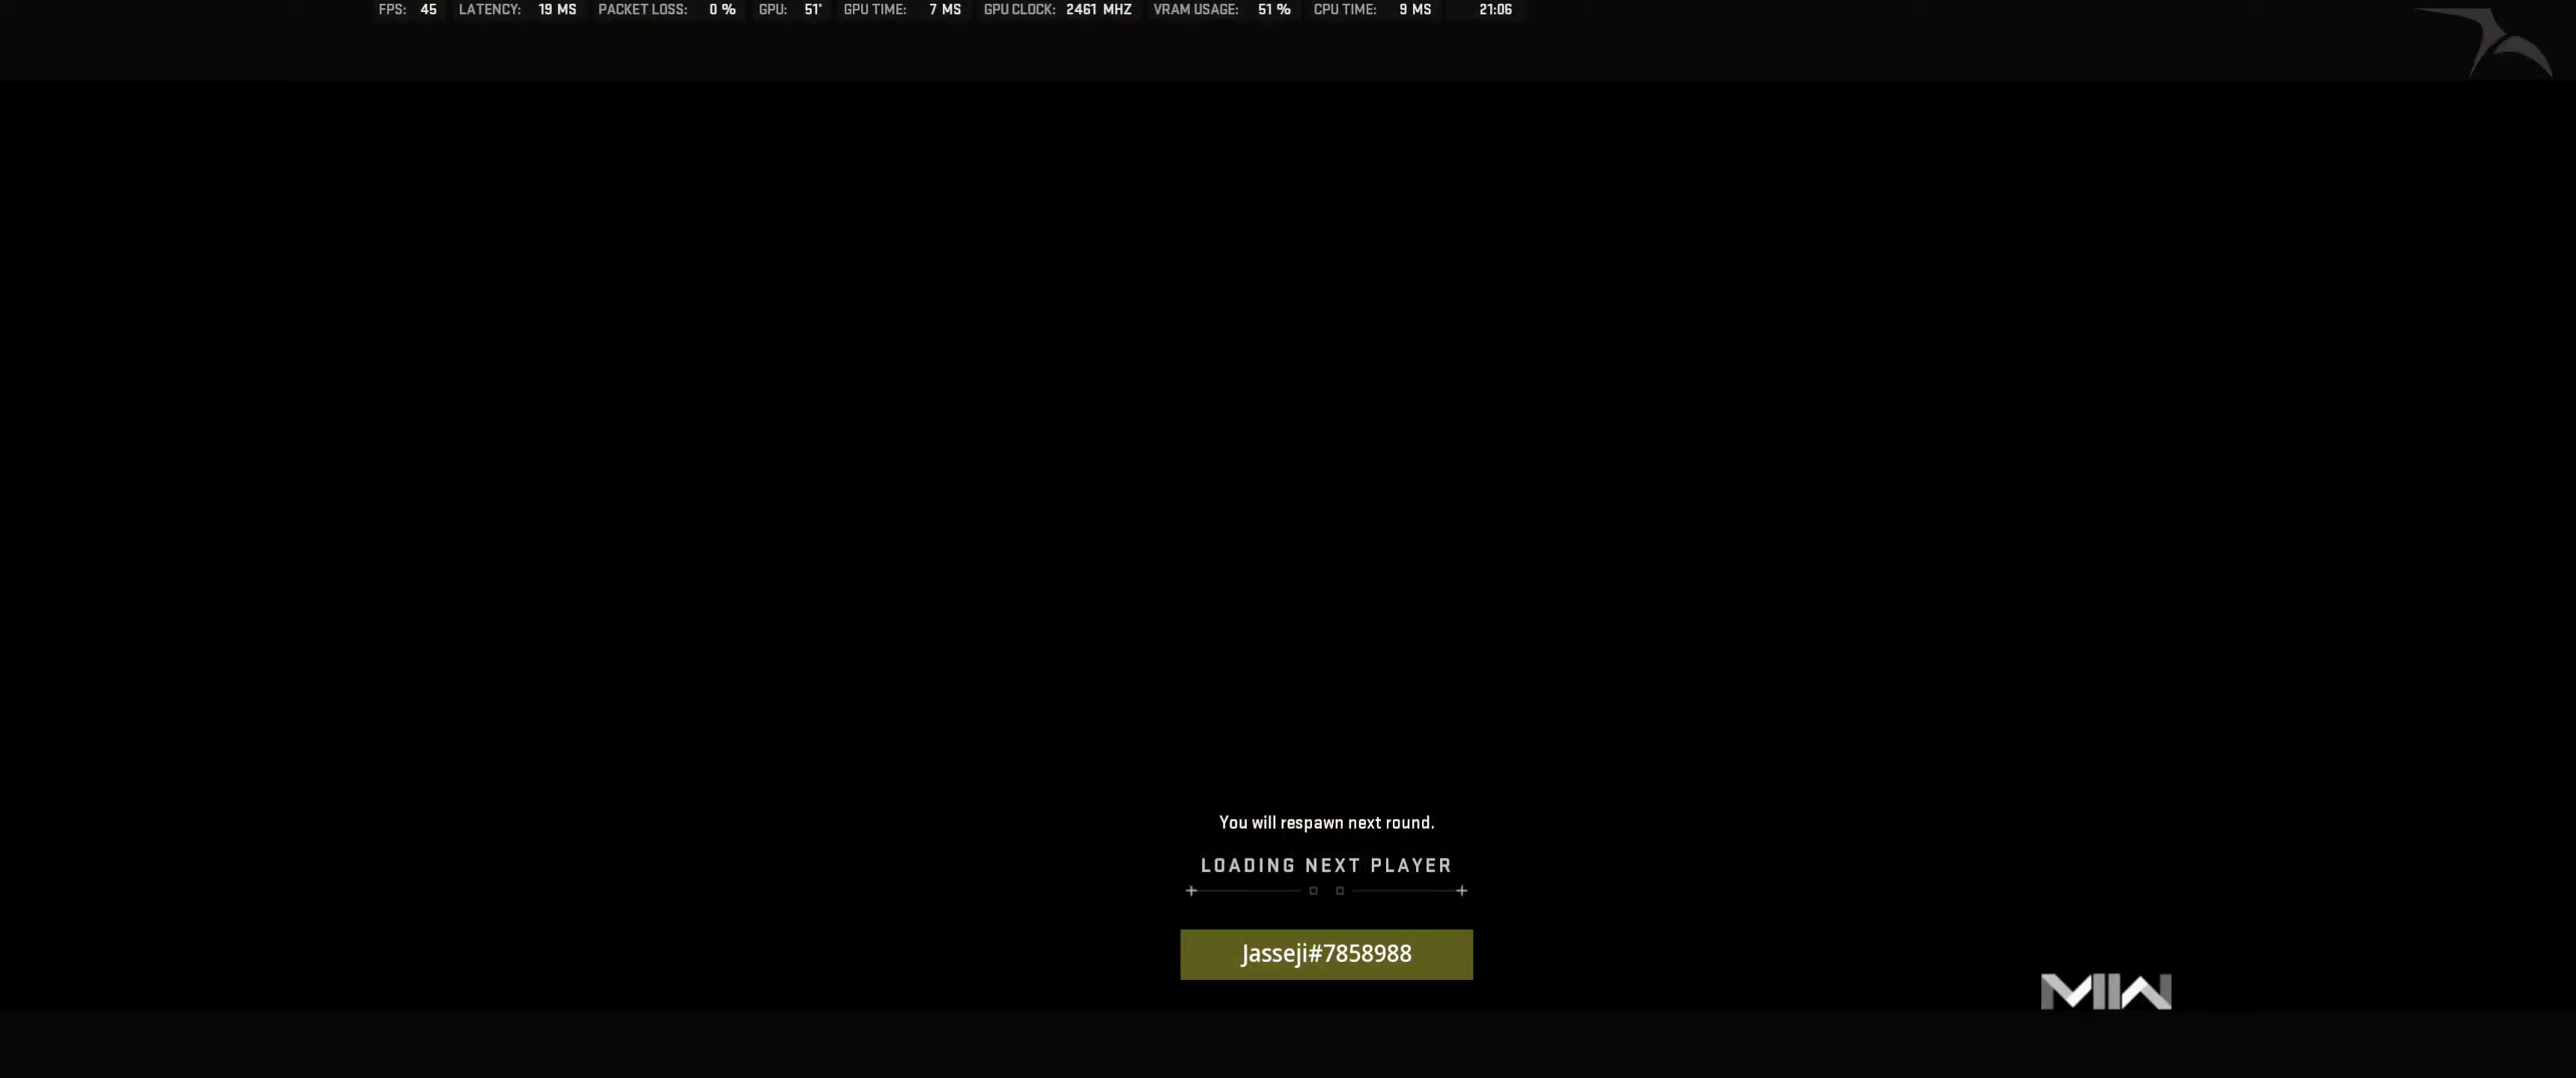 FPS: 45 LATENCY: 19 MS PACKET LOSS: 0 % GPU: 51° GPU TIME: 7 MS GPU CLOCK: 2461 MHZ VRAM USAGE: 51 % CPU TIME: 9 MS 21:06
You will respawn next round.
LOADING NEXT PLAYER
Jasseji#7858988
MIIW